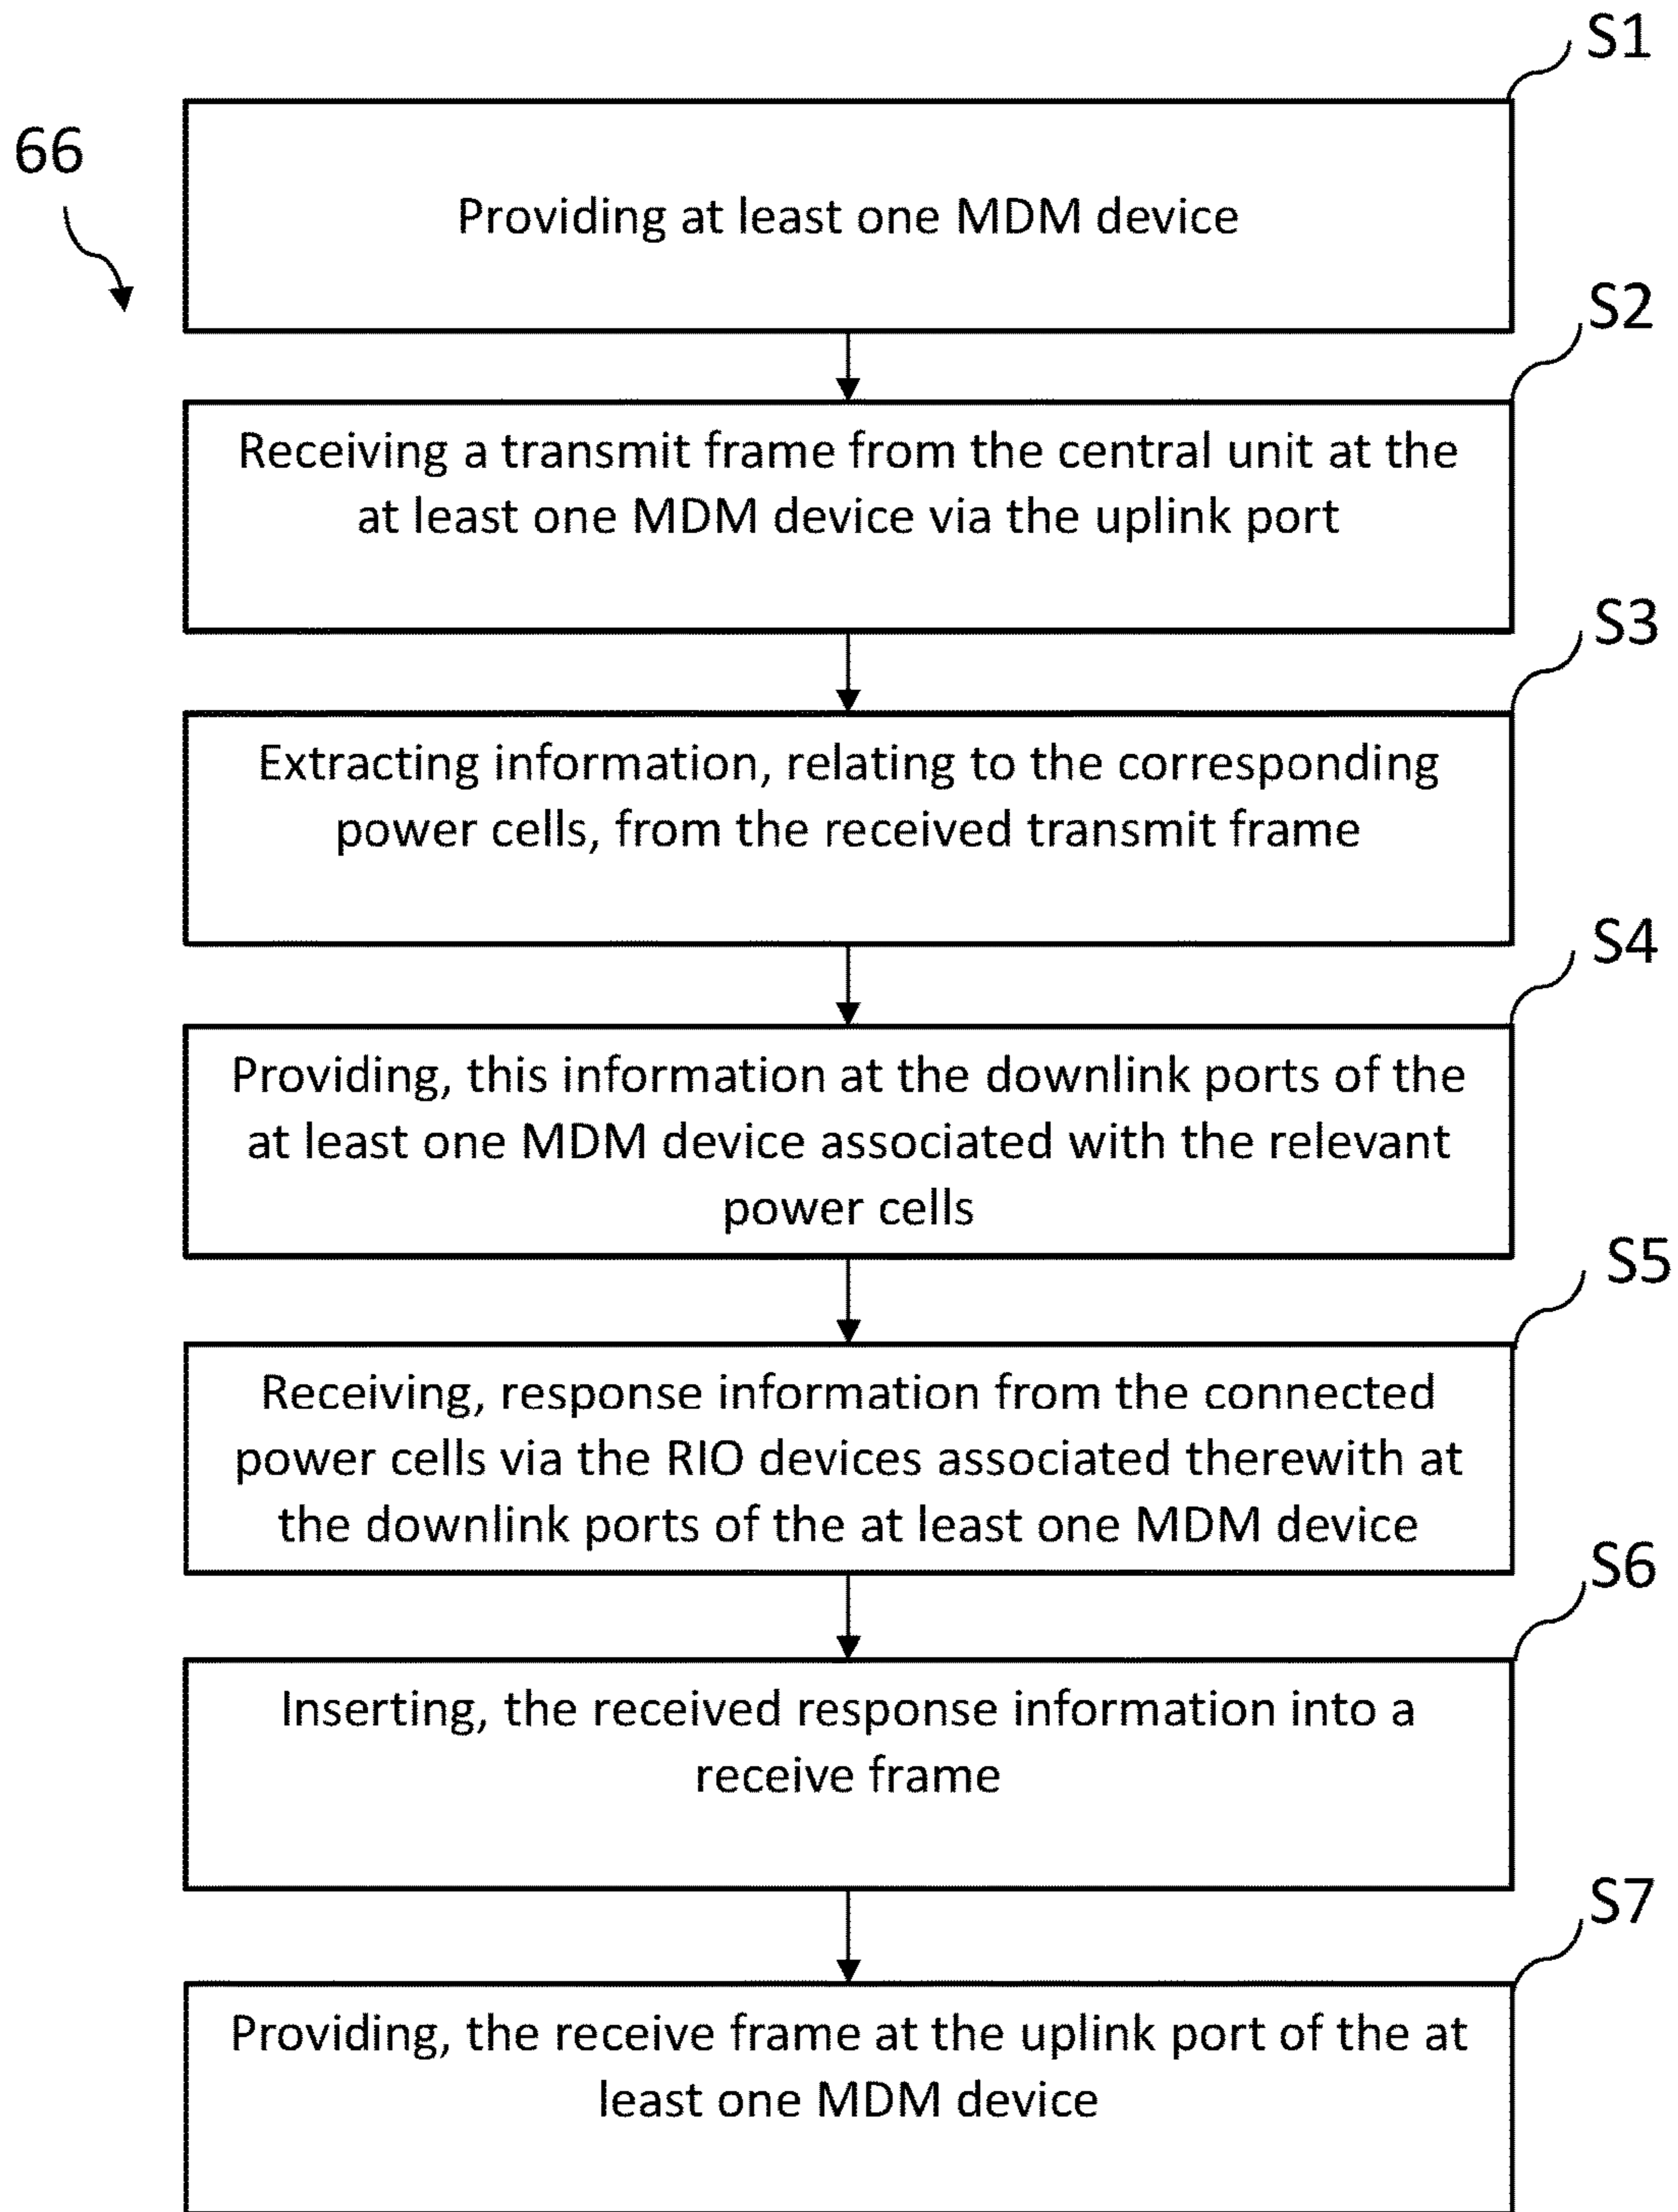 S1
66
Providing at least one MDM device
S2
Receiving a transmit frame from the central unit at the
at least one MDM device via the uplink port
S3
Extracting information, relating to the corresponding
power cells, from the received transmit frame
S4
Providing, this information at the downlink ports of the
at least one MDM device associated with the relevant
power cells
S5
Receiving, response information from the connected
power cells via the RIO devices associated therewith at
the downlink ports of the at least one MDM device
S6
Inserting, the received response information into a
receive frame
S7
Providing, the receive frame at the uplink port of the at
least one MDM device